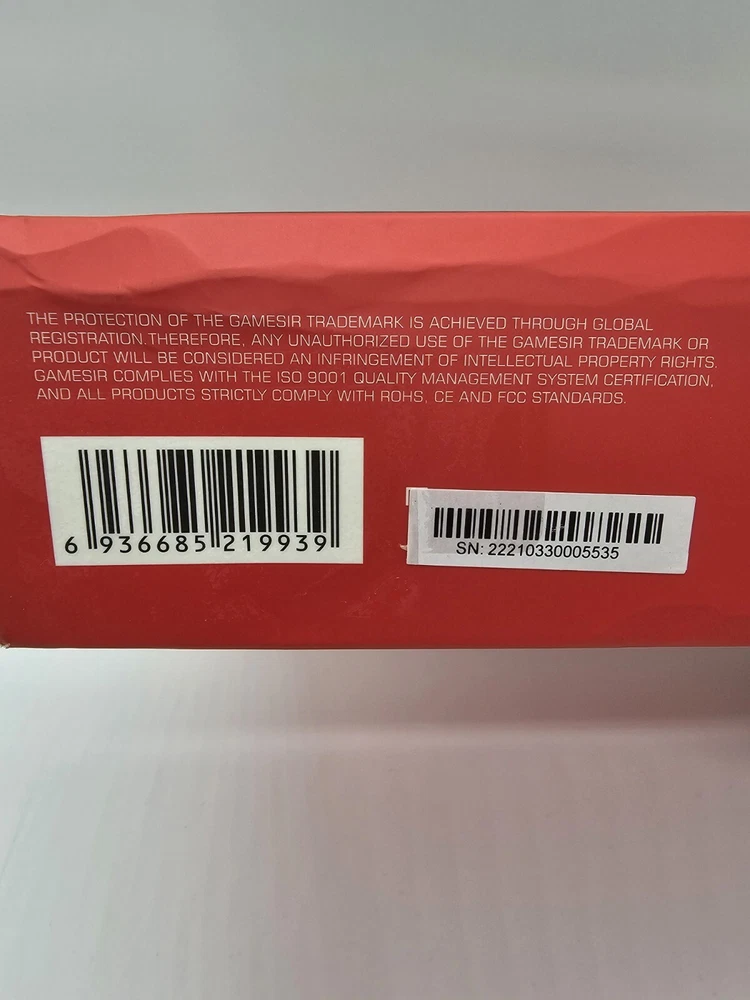 THE PROTECTION OF THE GAMESIR TRADEMARK IS ACHIEVED THROUGH GLOBAL
REGISTRATION.THEREFORE, ANY UNAUTHORIZED USE OF THE GAMESIR TRADEMARK OR
PRODUCT WILL BE CONSIDERED AN INFRINGEMENT OF INTELLECTUAL PROPERTY RIGHTS.
GAMESIR COMPLIES WITH THE ISO 9001 QUALITY MANAGEMENT SYSTEM CERTIFICATION,
AND ALL PRODUCTS STRICTLY COMPLY WITH ROHS, CE AND FCC STANDARDS.
6 936685 219939
SN: 22210330005535